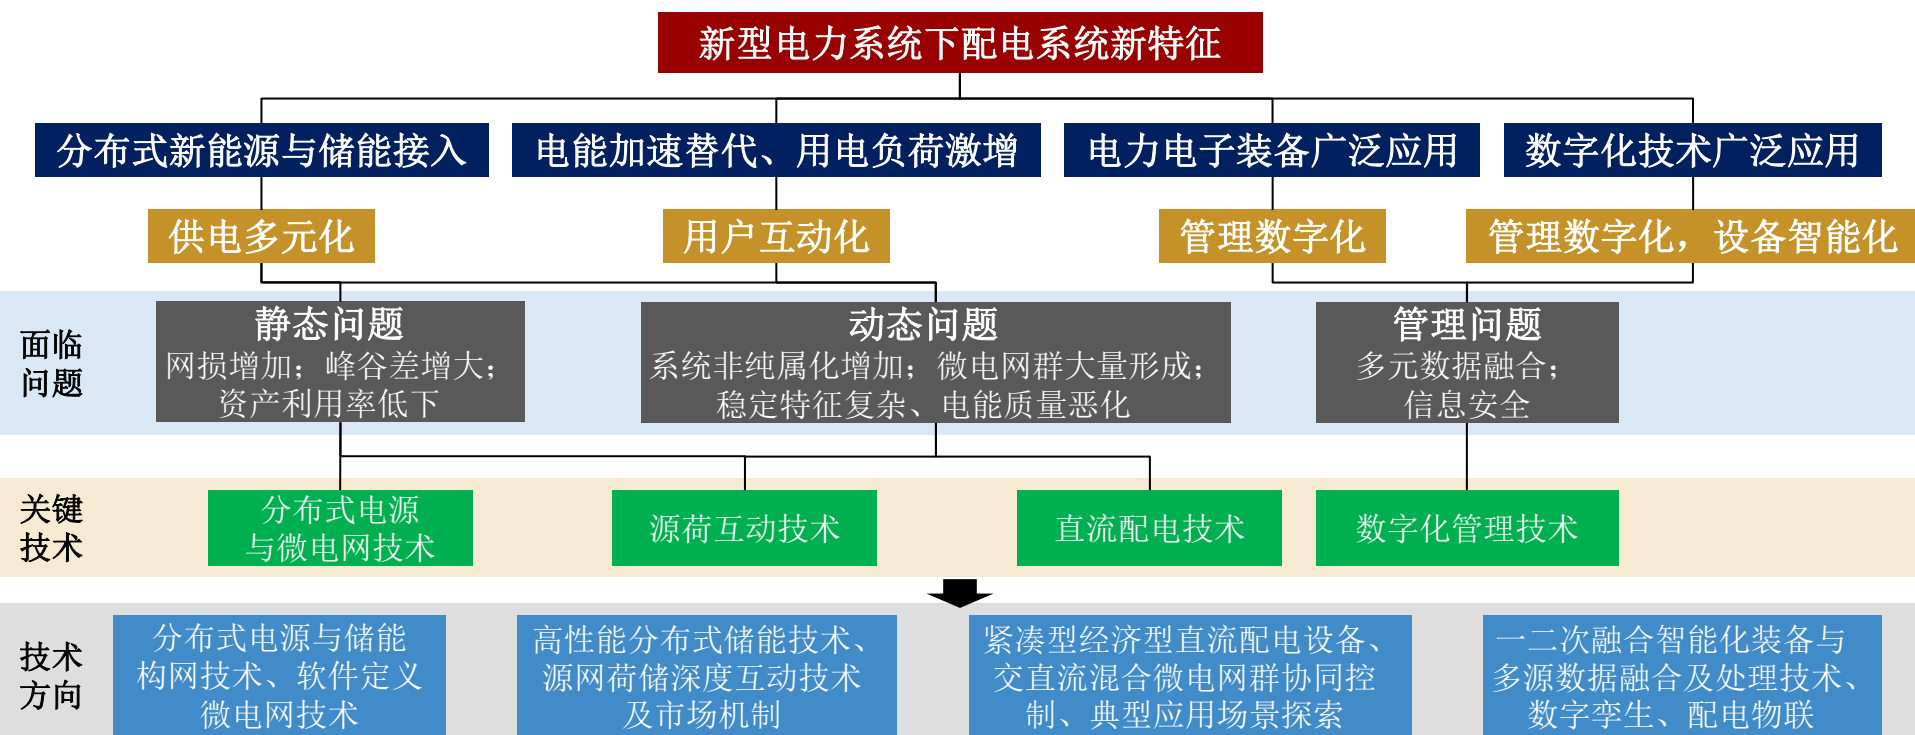 新型电力系统下配电系统新特征
分布式新能源与储能接入
电能加速替代、用电负荷激增
电力电子装备广泛应用
数字化技术广泛应用
供电多元化
用户互动化
管理数字化
管理数字化，设备智能化
面临
问题
静态问题
网损增加；峰谷差增大；
资产利用率低下
动态问题
系统非纯属化增加；微电网群大量形成；
稳定特征复杂、电能质量恶化
管理问题
多元数据融合；
信息安全
关键
技术
分布式电源
与微电网技术
源荷互动技术
直流配电技术
数字化管理技术
技术
方向
分布式电源与储能
构网技术、软件定义
微电网技术
高性能分布式储能技术、
源网荷储深度互动技术
及市场机制
紧凑型经济型直流配电设备、
交直流混合微电网群协同控
制、典型应用场景探索
一二次融合智能化装备与
多源数据融合及处理技术、
数字孪生、配电物联